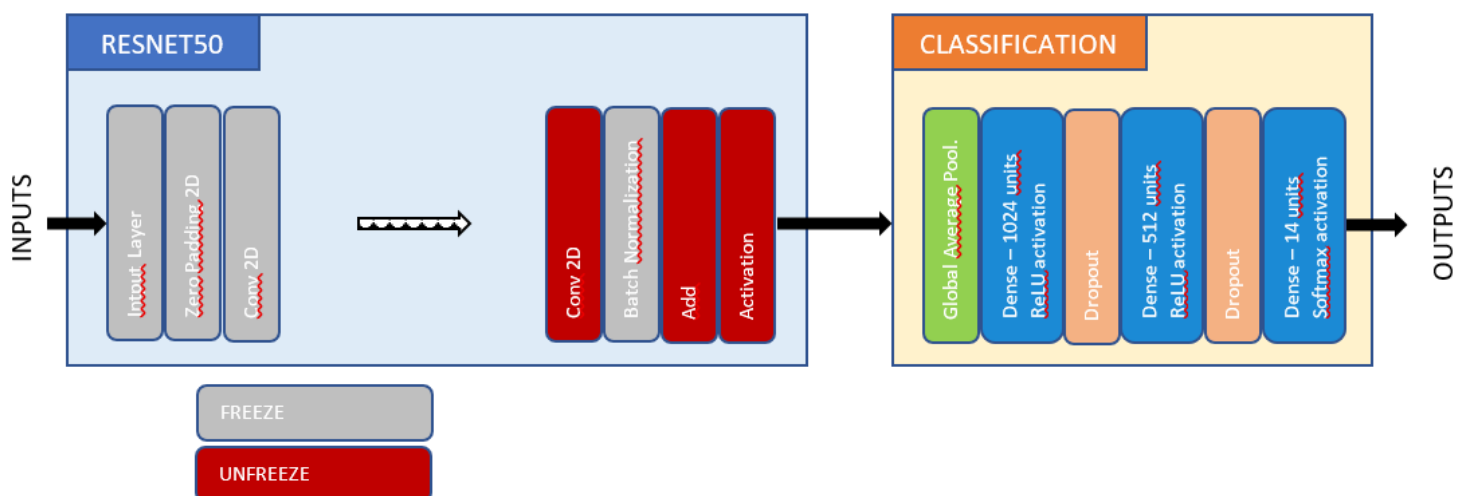 RESNET50
CLASSIFICATION
INPUTS
Intout Layer
Zero Padding 2D
Conv 2D
Conv 2D
Batch Normalization
Add
Activation
Global Average Pool.
Dense – 1024 units
ReLU activation
Dropout
Dense – 512 units
ReLU activation
Dropout
Dense – 14 units
Softmax activation
OUTPUTS
FREEZE
UNFREEZE